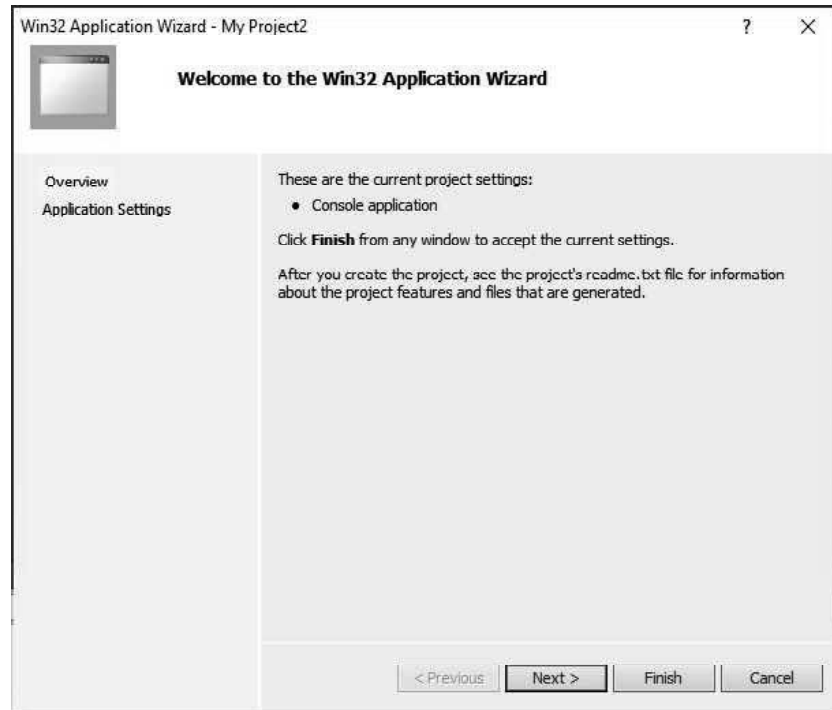 Win32 Application Wizard - My Project2
Welcome to the Win32 Application Wizard
Overview
Application Settings
These are the current project settings:
• Console application
Click Finish from any window to accept the current settings.
After you create the project, see the project's readme.txt file for information
about the project features and files that are generated.
< Previous
Next >
Finish
Cancel